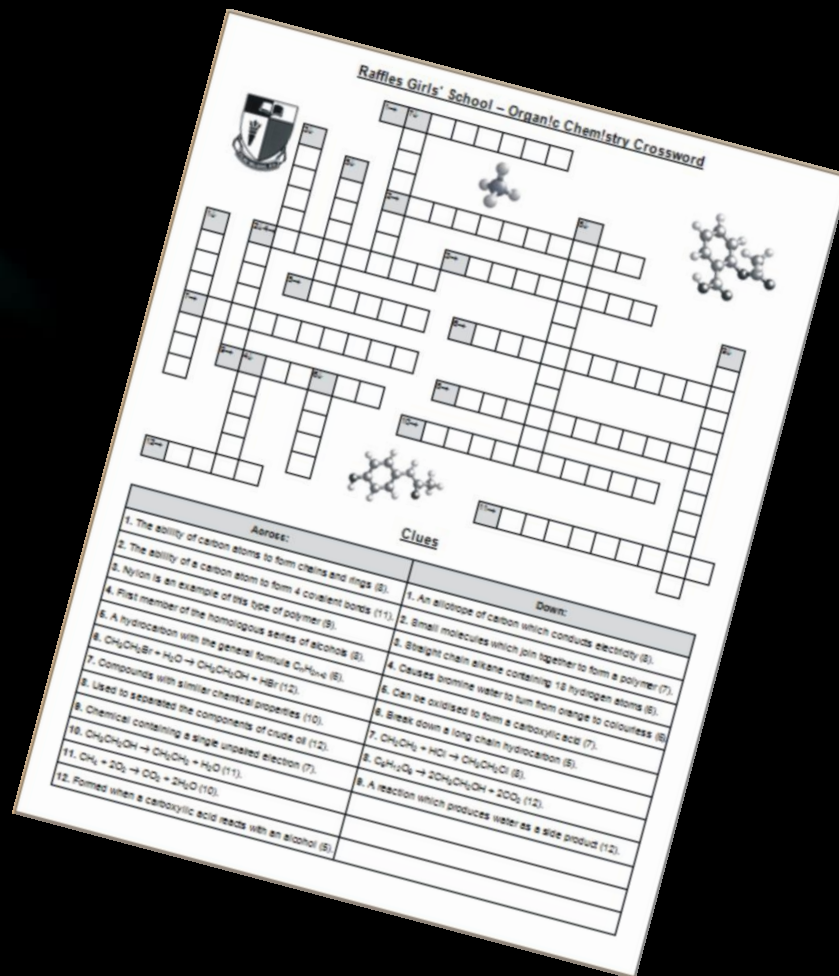 Raffles Girls' School – Organ!c Chem!stry Crossword
Clues
Across:
1. The ability of carbon atoms to form chains and rings (8).
2. The ability of a carbon atom to form 4 covalent bonds (11).
3. Nylon is an example of this type of polymer (9).
4. First member of the homologous series of alcohols (8).
5. A hydrocarbon with the general formula
6. CH₃CH₂Br + H₂O → CH₃CH₂OH + HBr (12).
7. Compounds with similar chemical properties (10).
8. Used to separated the components of crude oil (12).
9. Chemical containing a single unpaired electron (7).
10. CH₃CH₂OH → CH₂CH₂ + H₂O (11).
11. CH₄ + 2O₂ → CO₂ + 2H₂O (10).
12. Formed when a carboxylic acid reacts with an alcohol (5).
Down:
1. An allotrope of carbon which conducts electricity (8).
2. Small molecules which join together to form a polymer (7).
3. Straight chain alkane containing 18 hydrogen atoms (6).
4. Causes bromine water to turn from orange to colourless (6)
5. Can be oxidised to form a carboxylic acid (7).
6. Break down a long chain hydrocarbon (5).
7. CH₂CH₂ + HCl → CH₃CH₂Cl (8).
8. C₆H₁₂O₆ → 2CH₃CH₂OH + 2CO₂ (12).
9. A reaction which produces water as a side product (12).